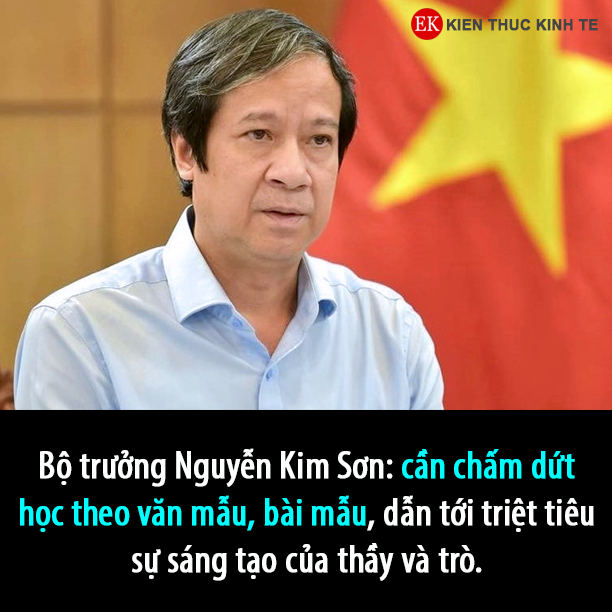 EK KIEN THUC KINH TE
Bộ trưởng Nguyễn Kim Sơn: cần chấm dứt
học theo văn mẫu, bài mẫu, dẫn tới triệt tiêu
sự sáng tạo của thầy và trò.